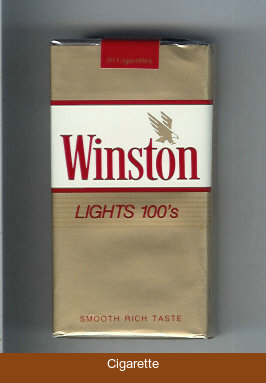 20 Cigarettes
Winston
LIGHTS 100's
SMOOTH RICH TASTE
Cigarette